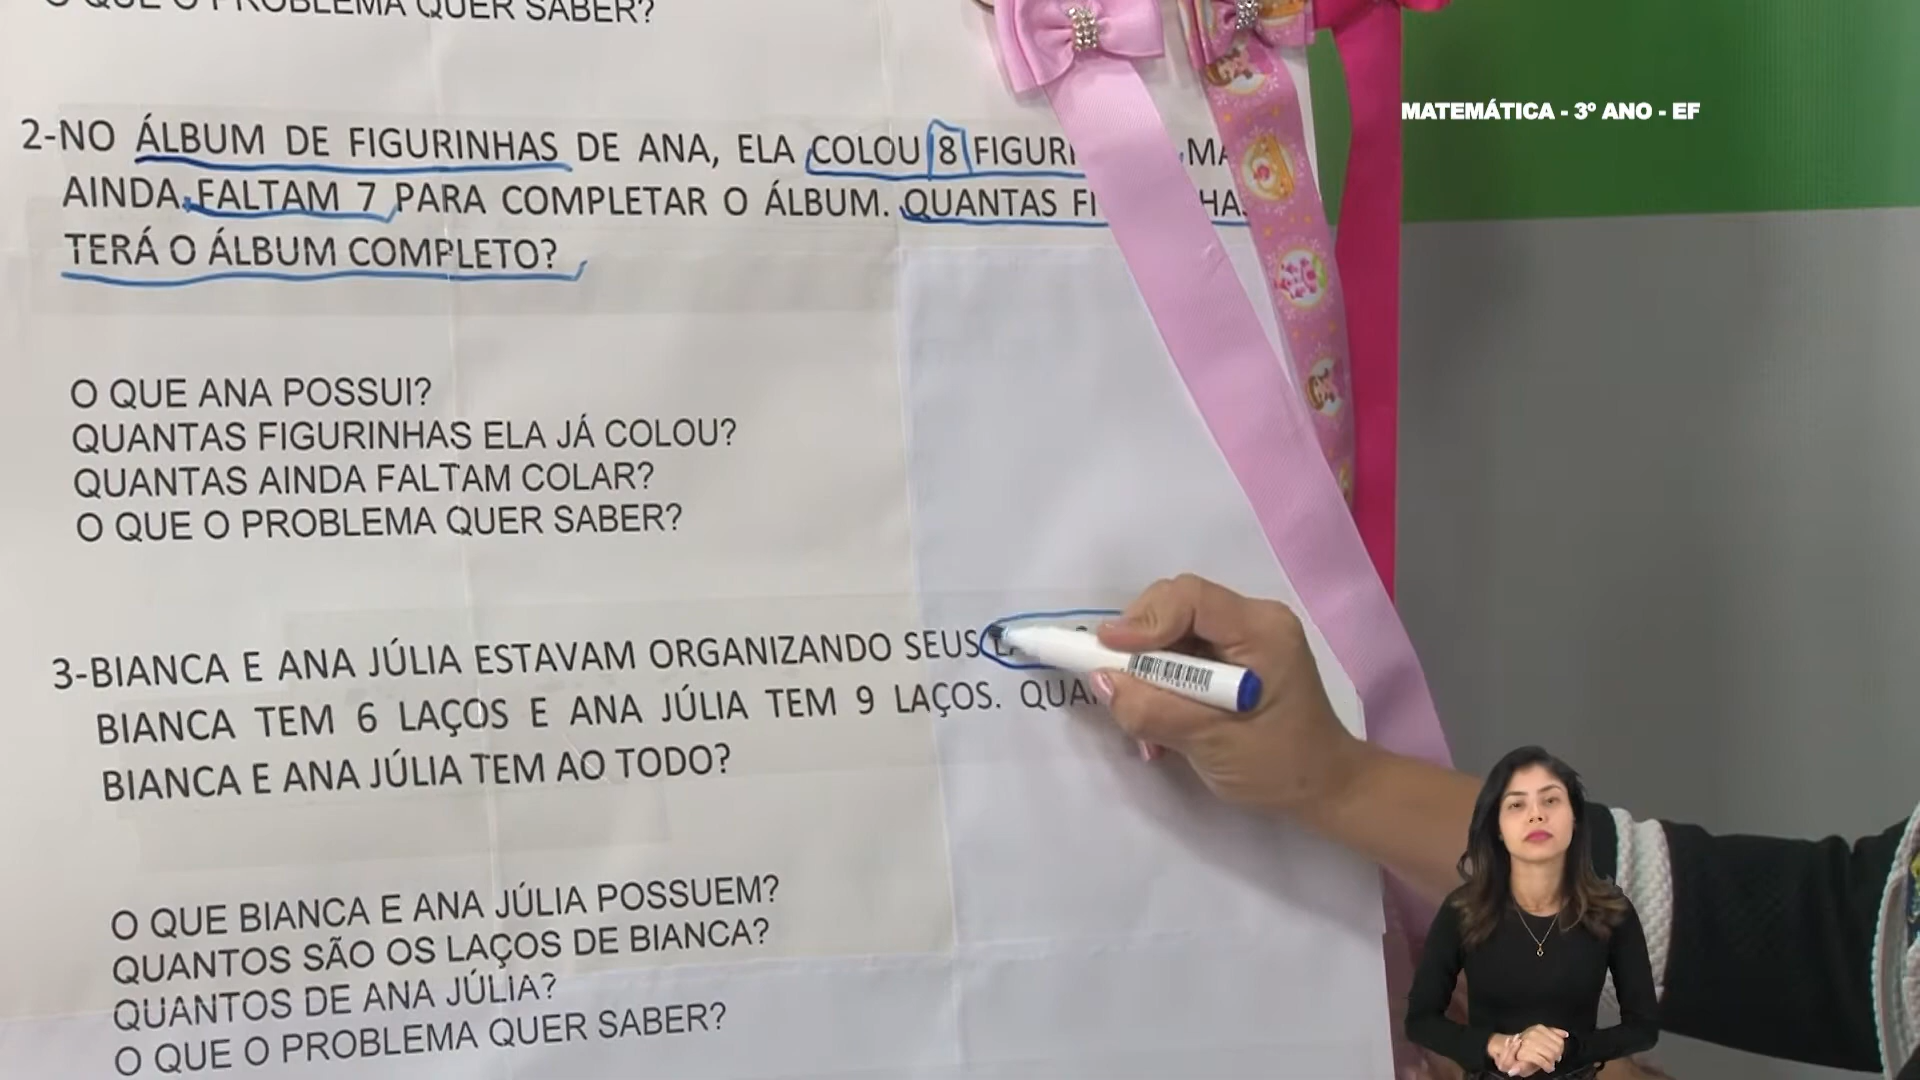 O QUE O PROBLEMA QUER SABER?
2-NO ÁLBUM DE FIGURINHAS DE ANA, ELA COLOU 8
AINDA FALTAM 7 PARA COMPLETAR O ÁLBUM. QUANTAS
TERÁ O ÁLBUM COMPLETO?
O QUE ANA POSSUI?
QUANTAS FIGURINHAS ELA JÁ COLOU?
QUANTAS AINDA FALTAM COLAR?
O QUE O PROBLEMA QUER SABER?
3-BIANCA E ANA JÚLIA ESTAVAM ORGANIZANDO SEUS
BIANCA TEM 6 LAÇOS E ANA JÚLIA TEM 9 LAÇOS.
BIANCA E ANA JÚLIA TEM AO TODO?
O QUE BIANCA E ANA JÚLIA POSSUEM?
QUANTOS SÃO OS LAÇOS DE BIANCA?
QUANTOS DE ANA JÚLIA?
O QUE O PROBLEMA QUER SABER?
MATEMÁTICA - 3º ANO - EF